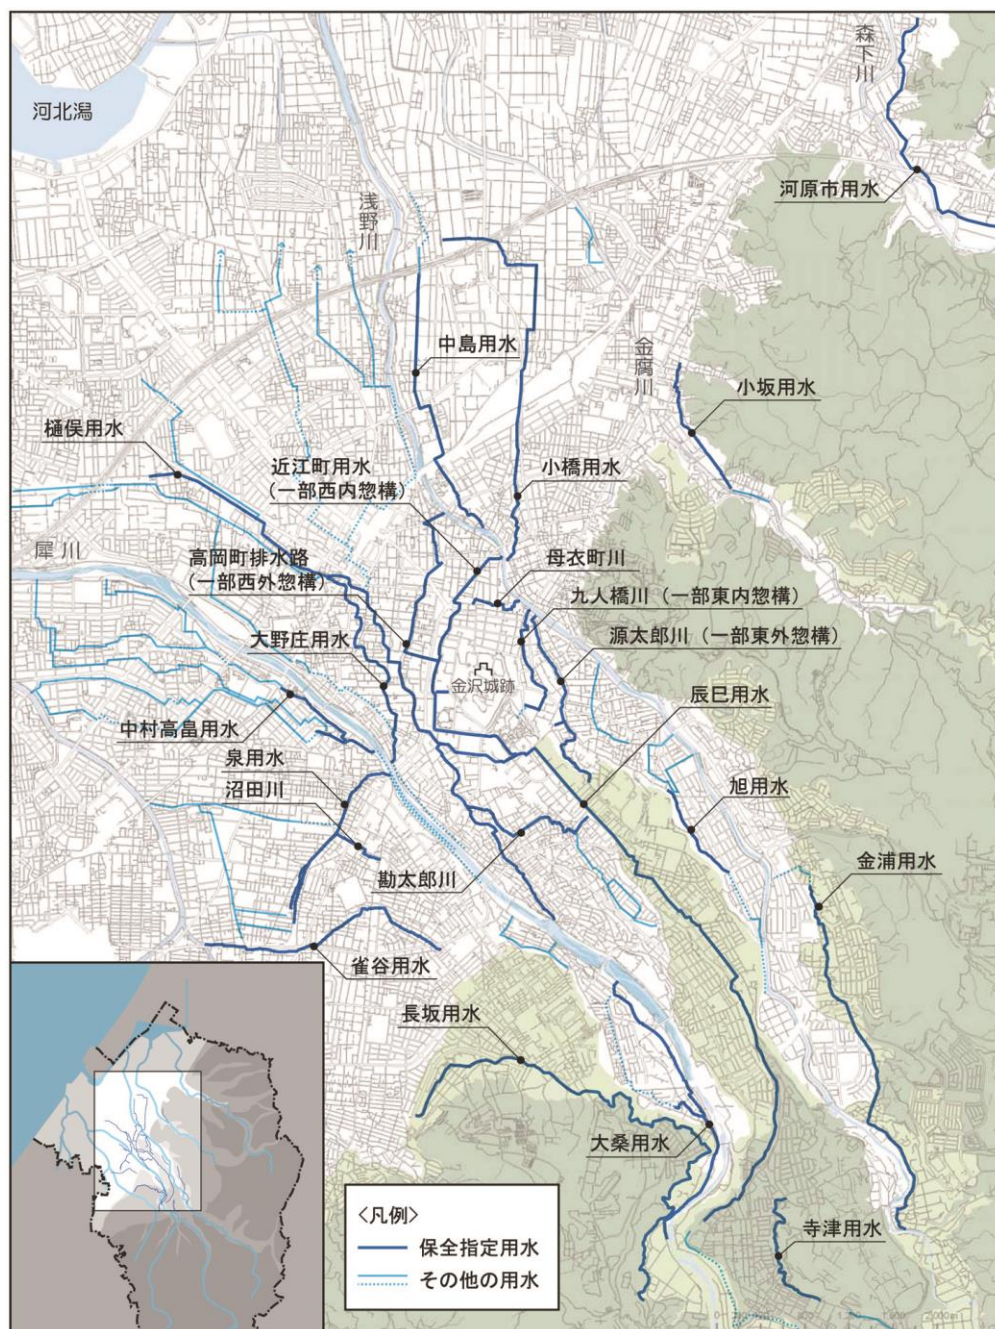 森下川
河北潟
河原市用水
浅野川
金腐川
中島用水
小坂用水
樋俣用水
近江町用水
(一部西内惣構)
小橋用水
犀川
高岡町排水路
(一部西外惣構)
母衣町川
九人橋川(一部東内惣構)
源太郎川(一部東外惣構)
大野庄用水
金沢城跡
辰巳用水
中村高畠用水
泉用水
沼田川
旭用水
勘太郎川
金浦用水
雀谷用水
長坂用水
大桑用水
寺津用水
〈凡例〉
保全指定用水
その他の用水